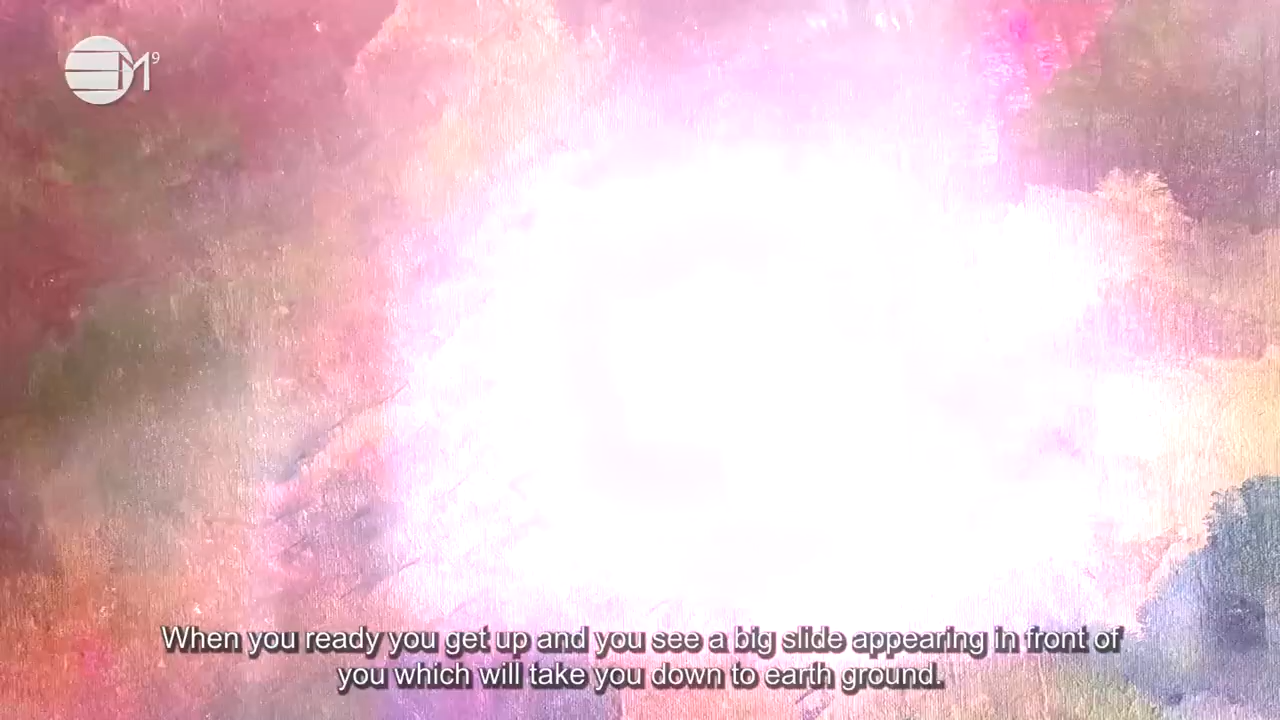 EM9
When you ready you get up and you see a big slide appearing in front of
you which will take you down to earth ground.